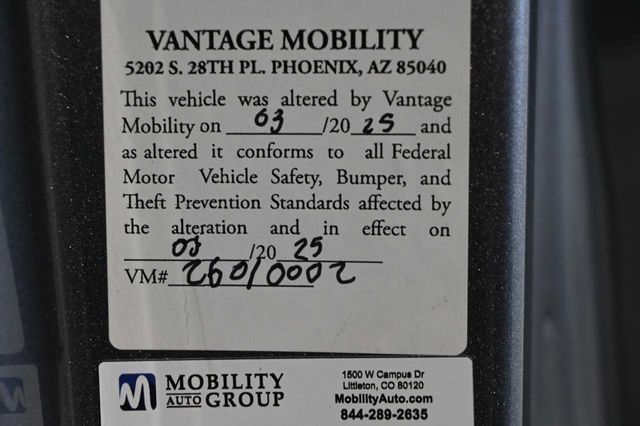 VANTAGE MOBILITY
5202 S. 28TH PL. PHOENIX, AZ 85040
This vehicle was altered by Vantage
Mobility on 03 /20 25 and
as altered it conforms to all Federal
Motor Vehicle Safety, Bumper, and
Theft Prevention Standards affected by
the alteration and in effect on
03 /20 25
VM# 26010002
MOBILITY
AUTO GROUP
1500 W Campus Dr
Littleton, CO 80120
MobilityAuto.com
844-289-2635